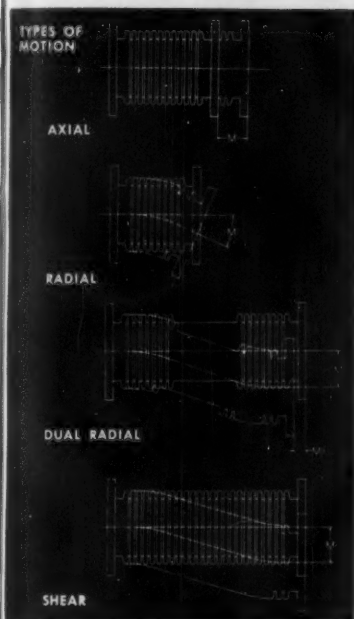 TYPES OF
MOTION
AXIAL
RADIAL
DUAL RADIAL
SHEAR